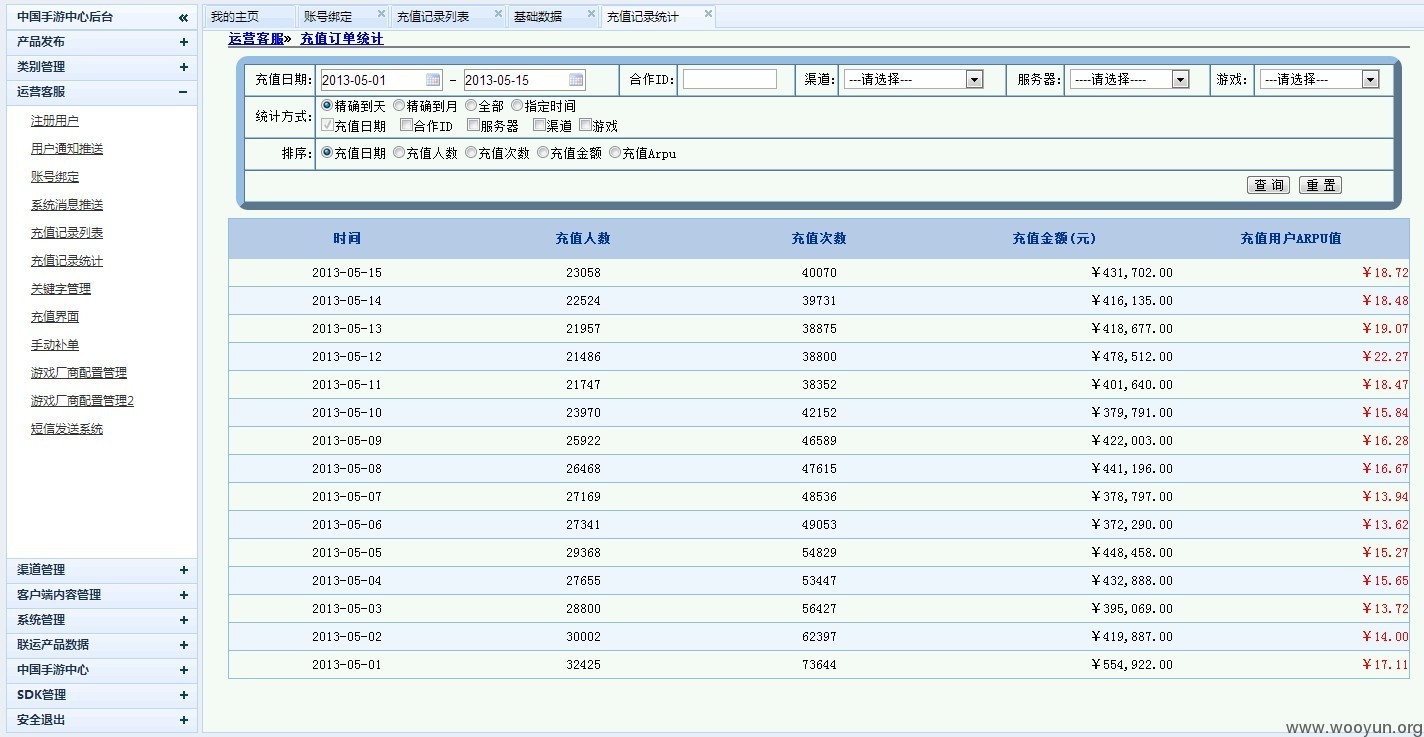 中国手游中心后台 «
产品发布 +
类别管理 +
运营客服 −
注册用户
用户通知推送
账号绑定
系统消息推送
充值记录列表
充值记录统计
关键字管理
充值界面
手动补单
游戏厂商配置管理
游戏厂商配置管理2
短信发送系统
渠道管理 +
客户端内容管理 +
系统管理 +
联运产品数据 +
中国手游中心 +
SDK管理 +
安全退出 +
我的主页 账号绑定 × 充值记录列表 × 基础数据 × 充值记录统计 ×
运营客服» 充值订单统计
充值日期: 2013-05-01 - 2013-05-15 合作ID: 渠道: ---请选择--- 服务器: ----请选择---- 游戏: ---请选择---
统计方式: 精确到天 精确到月 全部 指定时间
充值日期 合作ID 服务器 渠道 游戏
排序: 充值日期 充值人数 充值次数 充值金额 充值Arpu
查 询 重 置
时间 充值人数 充值次数 充值金额(元) 充值用户ARPU值
2013-05-15 23058 40070 ￥431,702.00 ￥18.72
2013-05-14 22524 39731 ￥416,135.00 ￥18.48
2013-05-13 21957 38875 ￥418,677.00 ￥19.07
2013-05-12 21486 38800 ￥478,512.00 ￥22.27
2013-05-11 21747 38352 ￥401,640.00 ￥18.47
2013-05-10 23970 42152 ￥379,791.00 ￥15.84
2013-05-09 25922 46589 ￥422,003.00 ￥16.28
2013-05-08 26468 47615 ￥441,196.00 ￥16.67
2013-05-07 27169 48536 ￥378,797.00 ￥13.94
2013-05-06 27341 49053 ￥372,290.00 ￥13.62
2013-05-05 29368 54829 ￥448,458.00 ￥15.27
2013-05-04 27655 53447 ￥432,888.00 ￥15.65
2013-05-03 28800 56427 ￥395,069.00 ￥13.72
2013-05-02 30002 62397 ￥419,887.00 ￥14.00
2013-05-01 32425 73644 ￥554,922.00 ￥17.11
www.wooyun.org